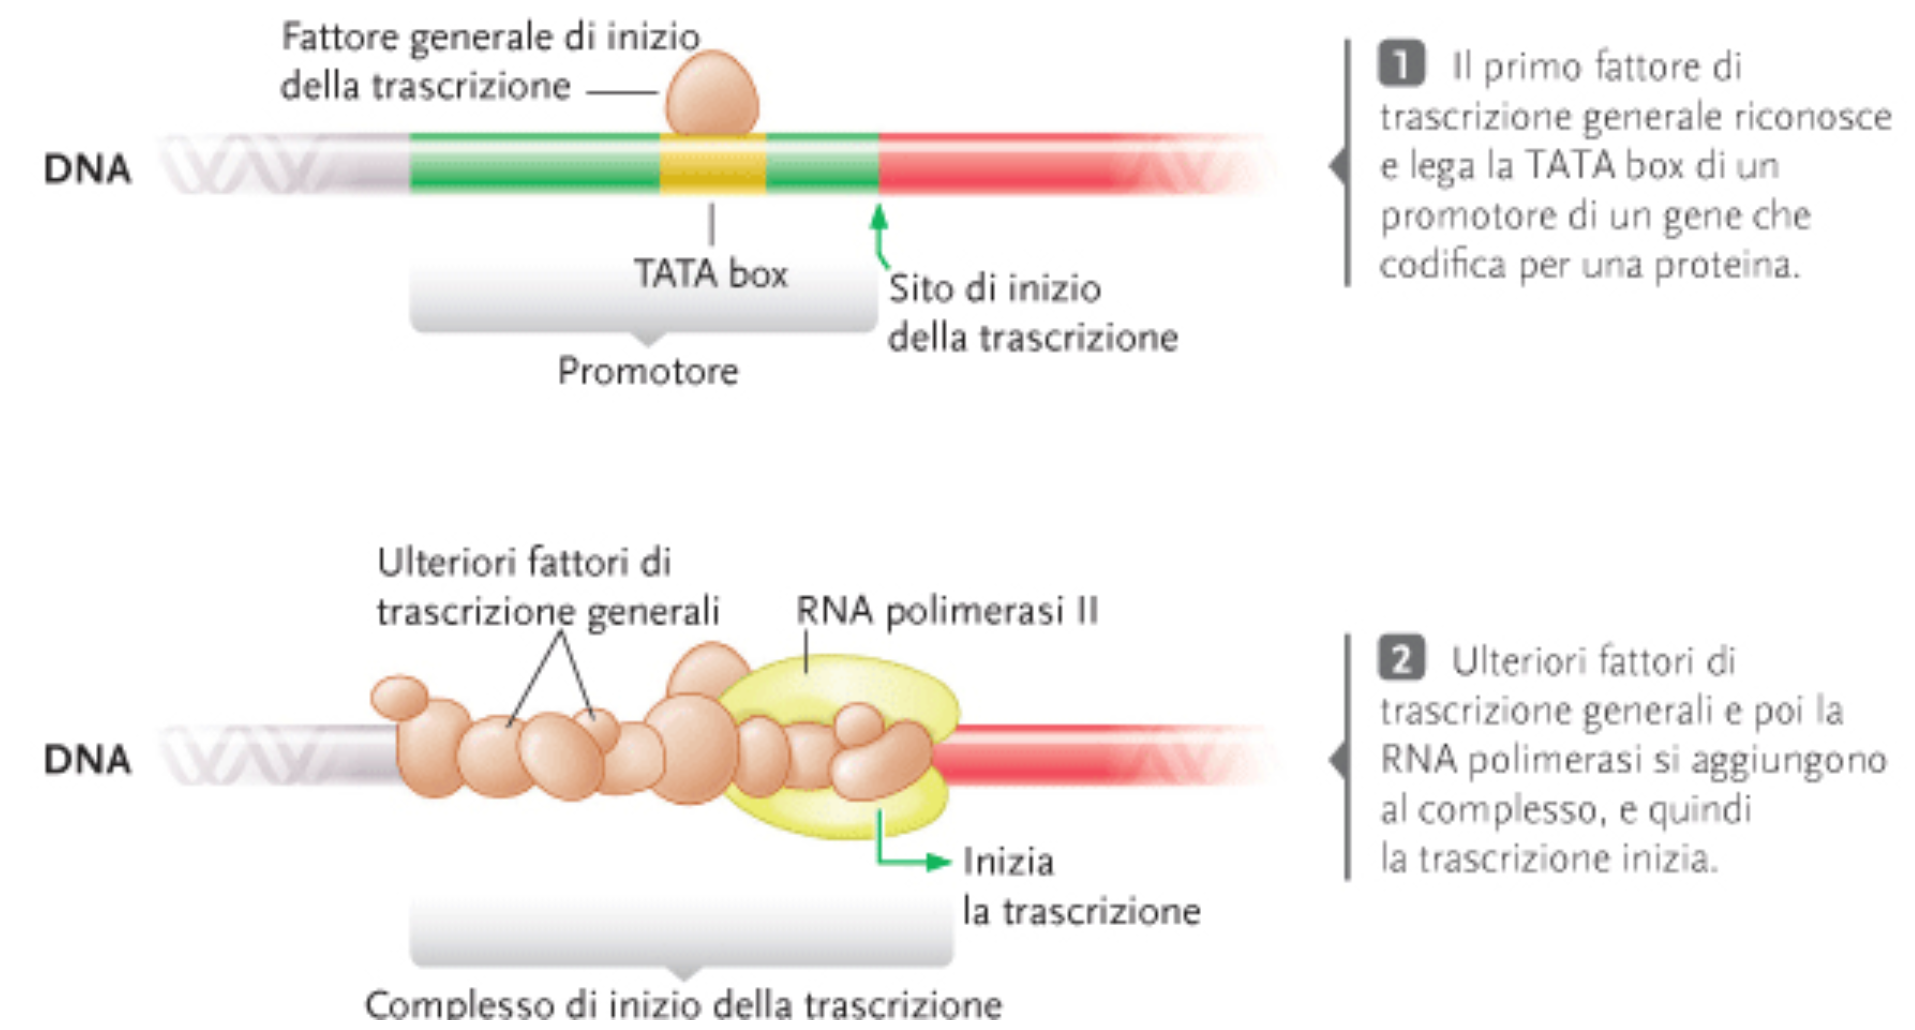 Fattore generale di inizio
della trascrizione
DNA
TATA box
Sito di inizio
della trascrizione
Promotore
1 Il primo fattore di
trascrizione generale riconosce
e lega la TATA box di un
promotore di un gene che
codifica per una proteina.
Ulteriori fattori di
trascrizione generali
RNA polimerasi II
DNA
Inizia
la trascrizione
Complesso di inizio della trascrizione
2 Ulteriori fattori di
trascrizione generali e poi la
RNA polimerasi si aggiungono
al complesso, e quindi
la trascrizione inizia.